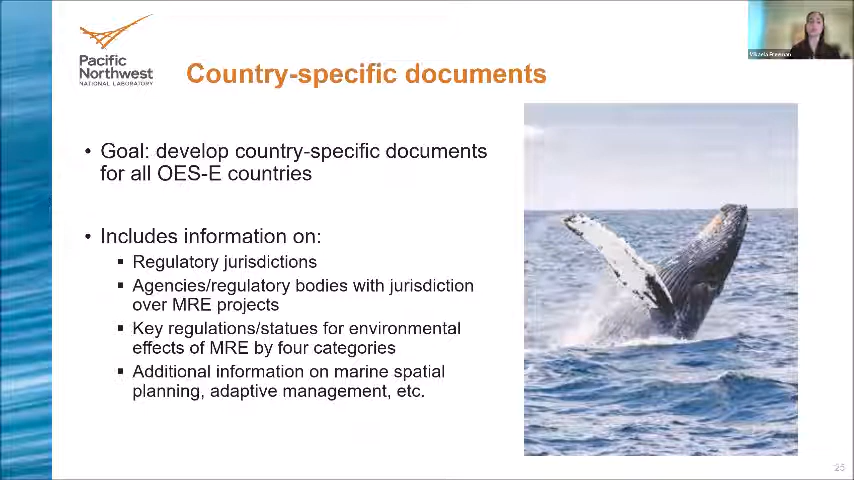 Pacific
Northwest
NATIONAL LABORATORY
Country-specific documents
• Goal: develop country-specific documents
for all OES-E countries
• Includes information on:
▪ Regulatory jurisdictions
▪ Agencies/regulatory bodies with jurisdiction
over MRE projects
▪ Key regulations/statues for environmental
effects of MRE by four categories
▪ Additional information on marine spatial
planning, adaptive management, etc.
Mikaela Freeman
25